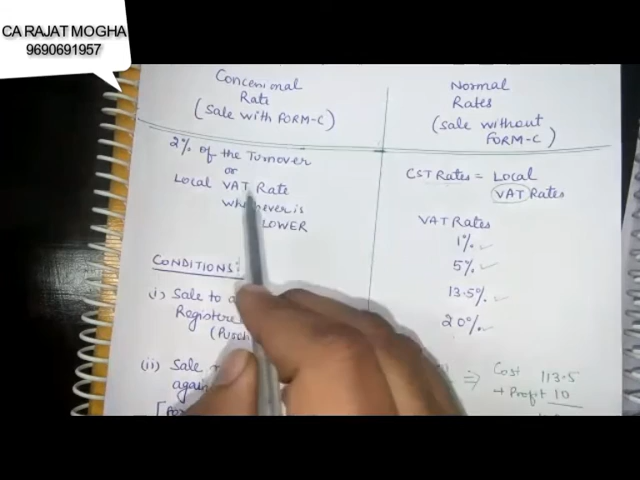 CA RAJAT MOGHA
9690691957
Concenional
Rate
(Sale with FORM-C)
2% of the Turnover
or
Local VAT Rate
whichever is
LOWER
CONDITIONS:
(i) Sale to a
Registere
(Purch
(ii) Sale
again
Normal
Rates
(Sale without
FORM-C)
CST Rates = Local
VAT Rates
VAT Rates
1% ✓
5% ✓
13.5% ✓
20% ✓
⇒ Cost 113.5
+ Profit 10